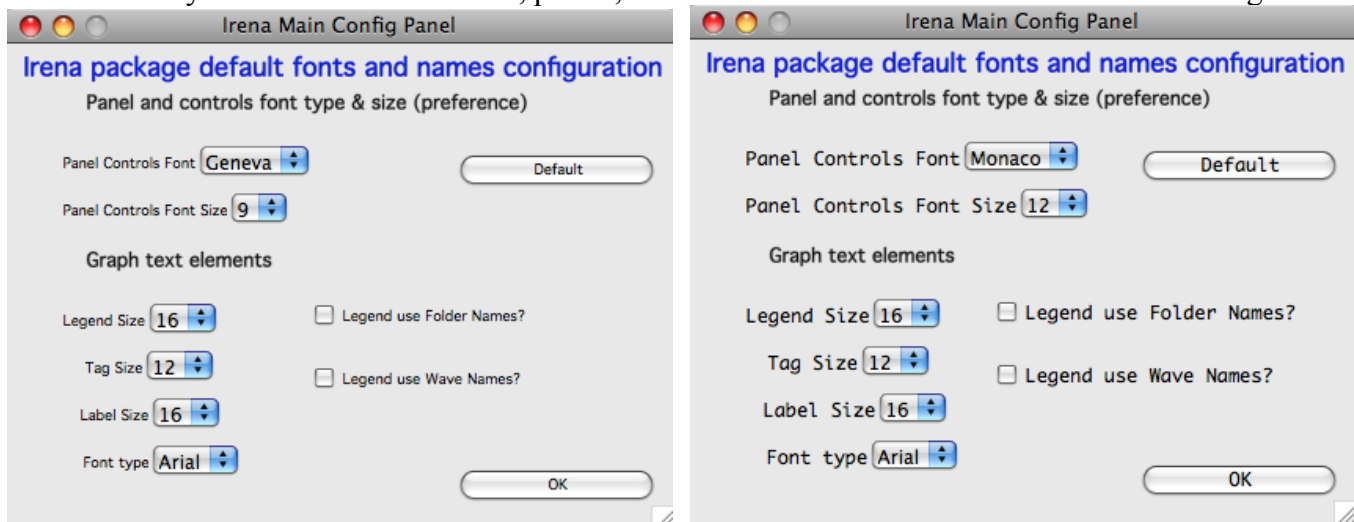 Irena Main Config Panel
Irena package default fonts and names configuration
Panel and controls font type & size (preference)
Panel Controls Font Geneva Default
Panel Controls Font Size 9
Graph text elements
Legend Size 16 Legend use Folder Names?
Tag Size 12 Legend use Wave Names?
Label Size 16
Font type Arial
OK
Irena Main Config Panel
Irena package default fonts and names configuration
Panel and controls font type & size (preference)
Panel Controls Font Monaco Default
Panel Controls Font Size 12
Graph text elements
Legend Size 16 Legend use Folder Names?
Tag Size 12 Legend use Wave Names?
Label Size 16
Font type Arial
OK